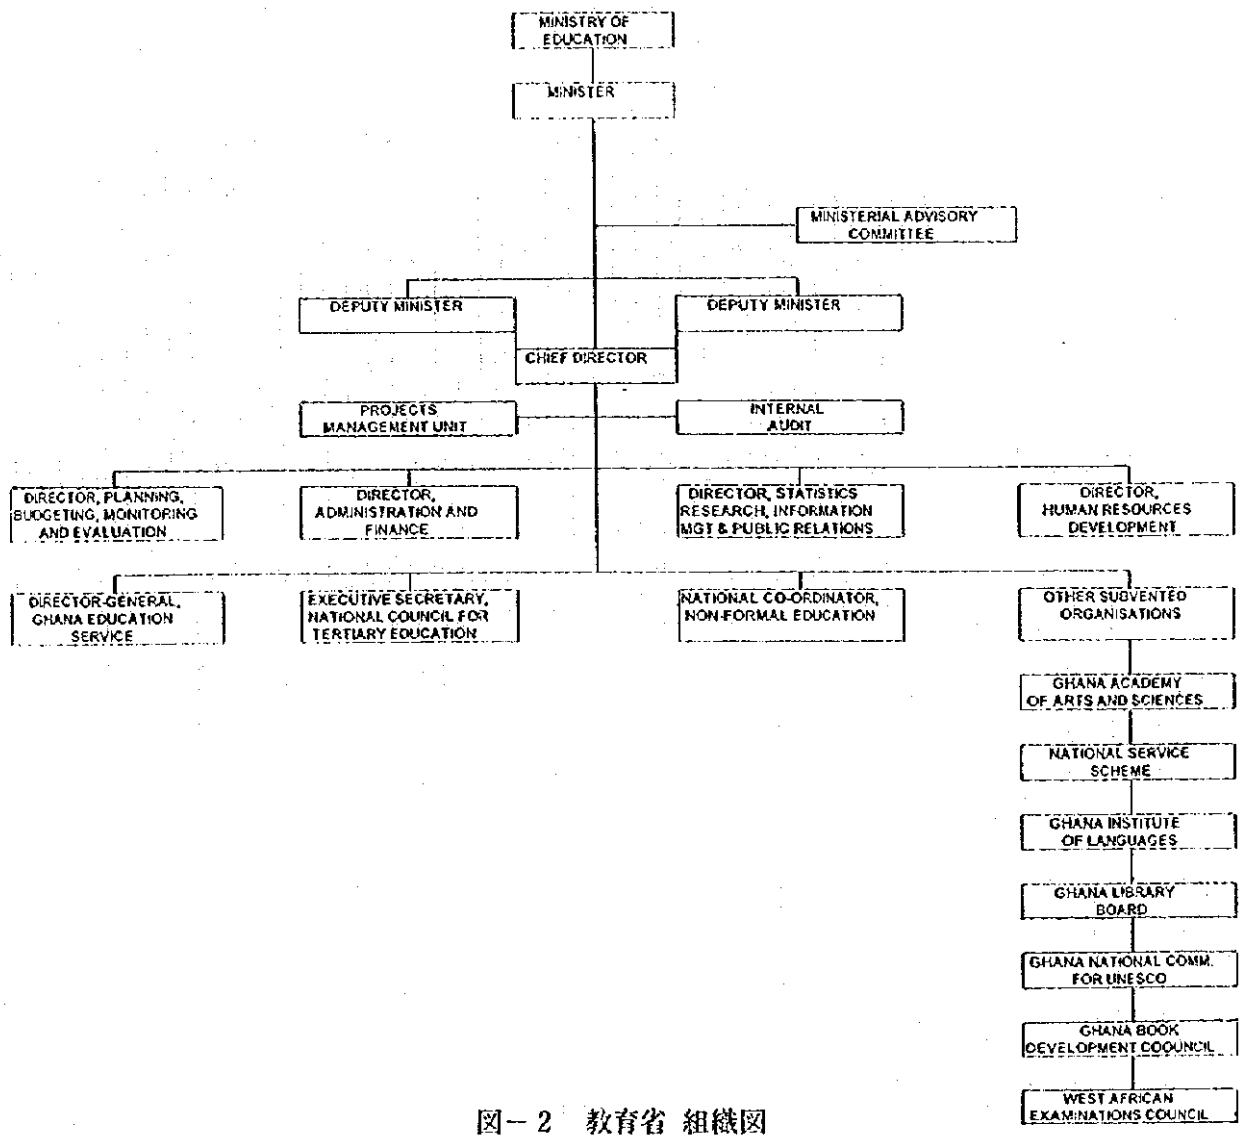 MINISTRY OF
EDUCATION
MINISTER
MINISTERIAL ADVISORY
COMMITTEE
DEPUTY MINISTER
DEPUTY MINISTER
CHIEF DIRECTOR
PROJECTS
MANAGEMENT UNIT
INTERNAL
AUDIT
DIRECTOR, PLANNING,
BUDGETING, MONITORING
AND EVALUATION
DIRECTOR,
ADMINISTRATION AND
FINANCE
DIRECTOR, STATISTICS
RESEARCH, INFORMATION
MGT & PUBLIC RELATIONS
DIRECTOR,
HUMAN RESOURCES
DEVELOPMENT
DIRECTOR-GENERAL,
GHANA EDUCATION
SERVICE
EXECUTIVE SECRETARY,
NATIONAL COUNCIL FOR
TERTIARY EDUCATION
NATIONAL CO-ORDINATOR,
NON-FORMAL EDUCATION
OTHER SUBVENTED
ORGANISATIONS
GHANA ACADEMY
OF ARTS AND SCIENCES
NATIONAL SERVICE
SCHEME
GHANA INSTITUTE
OF LANGUAGES
GHANA LIBRARY
BOARD
GHANA NATIONAL COMM.
FOR UNESCO
GHANA BOOK
DEVELOPMENT COOUNCIL
WEST AFRICAN
EXAMINATIONS COUNCIL
図－2 教育省 組織図